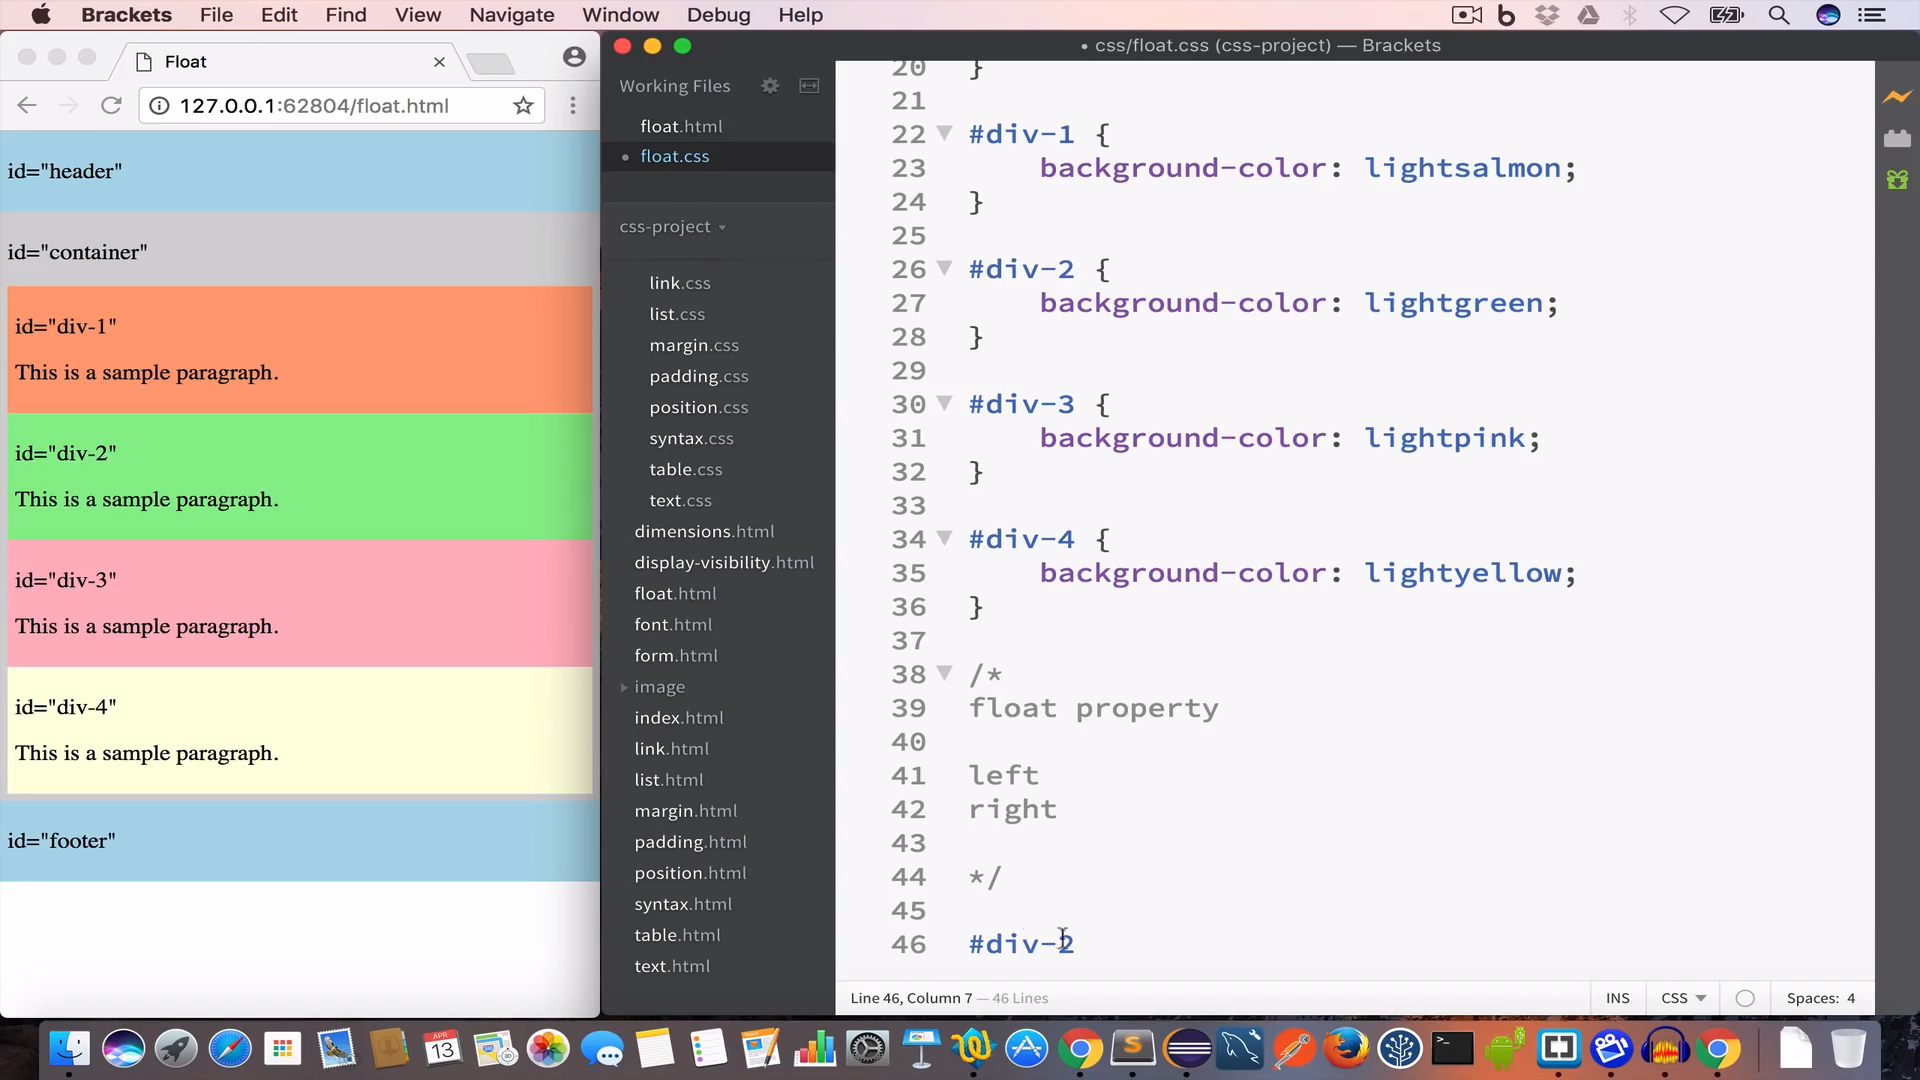 Brackets File Edit Find View Navigate Window Debug Help
Float
127.0.0.1:62804/float.html
id="header"
id="container"
id="div-1"
This is a sample paragraph.
id="div-2"
This is a sample paragraph.
id="div-3"
This is a sample paragraph.
id="div-4"
This is a sample paragraph.
id="footer"
• css/float.css (css-project) — Brackets
Working Files
float.html
float.css
css-project
link.css
list.css
margin.css
padding.css
position.css
syntax.css
table.css
text.css
dimensions.html
display-visibility.html
float.html
font.html
form.html
image
index.html
link.html
list.html
margin.html
padding.html
position.html
syntax.html
table.html
text.html
20 }
21
22 #div-1 {
23 background-color: lightsalmon;
24 }
25
26 #div-2 {
27 background-color: lightgreen;
28 }
29
30 #div-3 {
31 background-color: lightpink;
32 }
33
34 #div-4 {
35 background-color: lightyellow;
36 }
37
38 /*
39 float property
40
41 left
42 right
43
44 */
45
46 #div-2
Line 46, Column 7 — 46 Lines
INS CSS Spaces: 4
APR 13